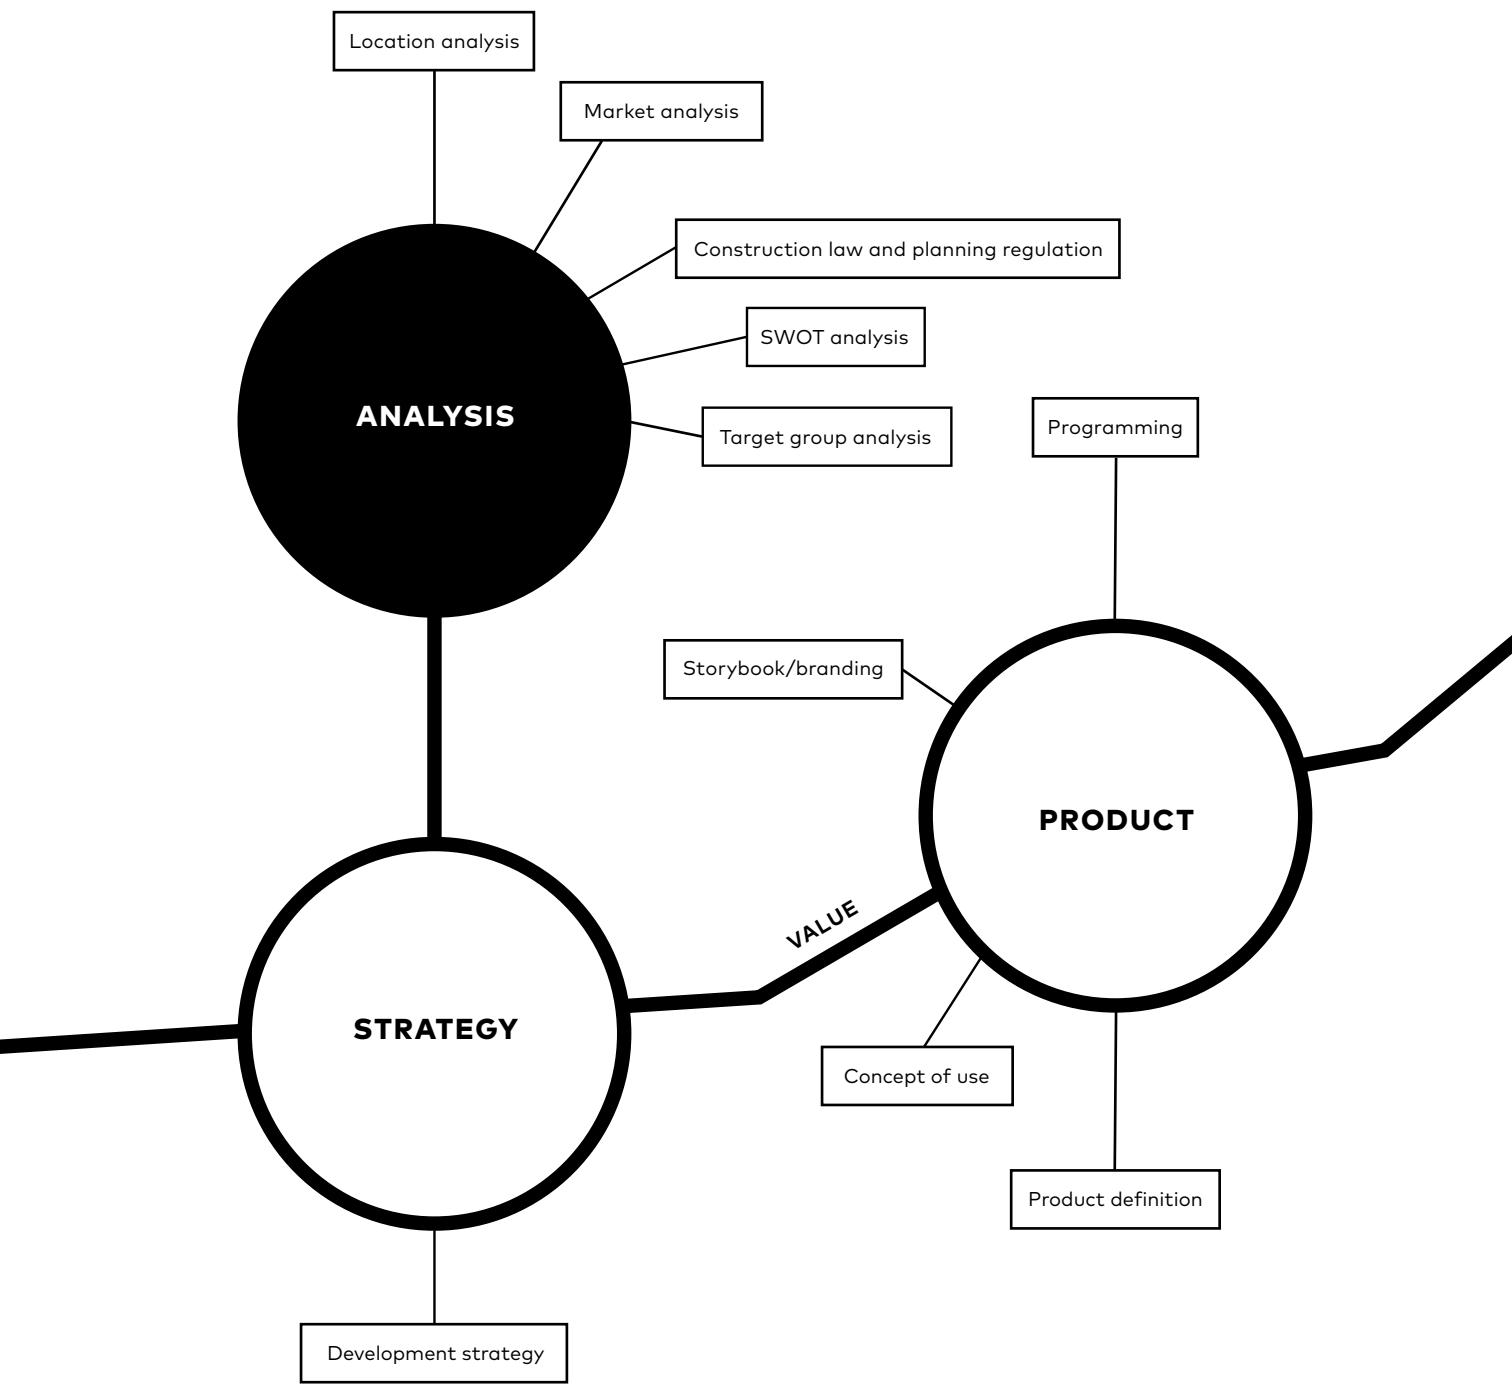 Location analysis
Market analysis
Construction law and planning regulation
SWOT analysis
ANALYSIS
Target group analysis
Programming
Storybook/branding
PRODUCT
VALUE
STRATEGY
Concept of use
Product definition
Development strategy